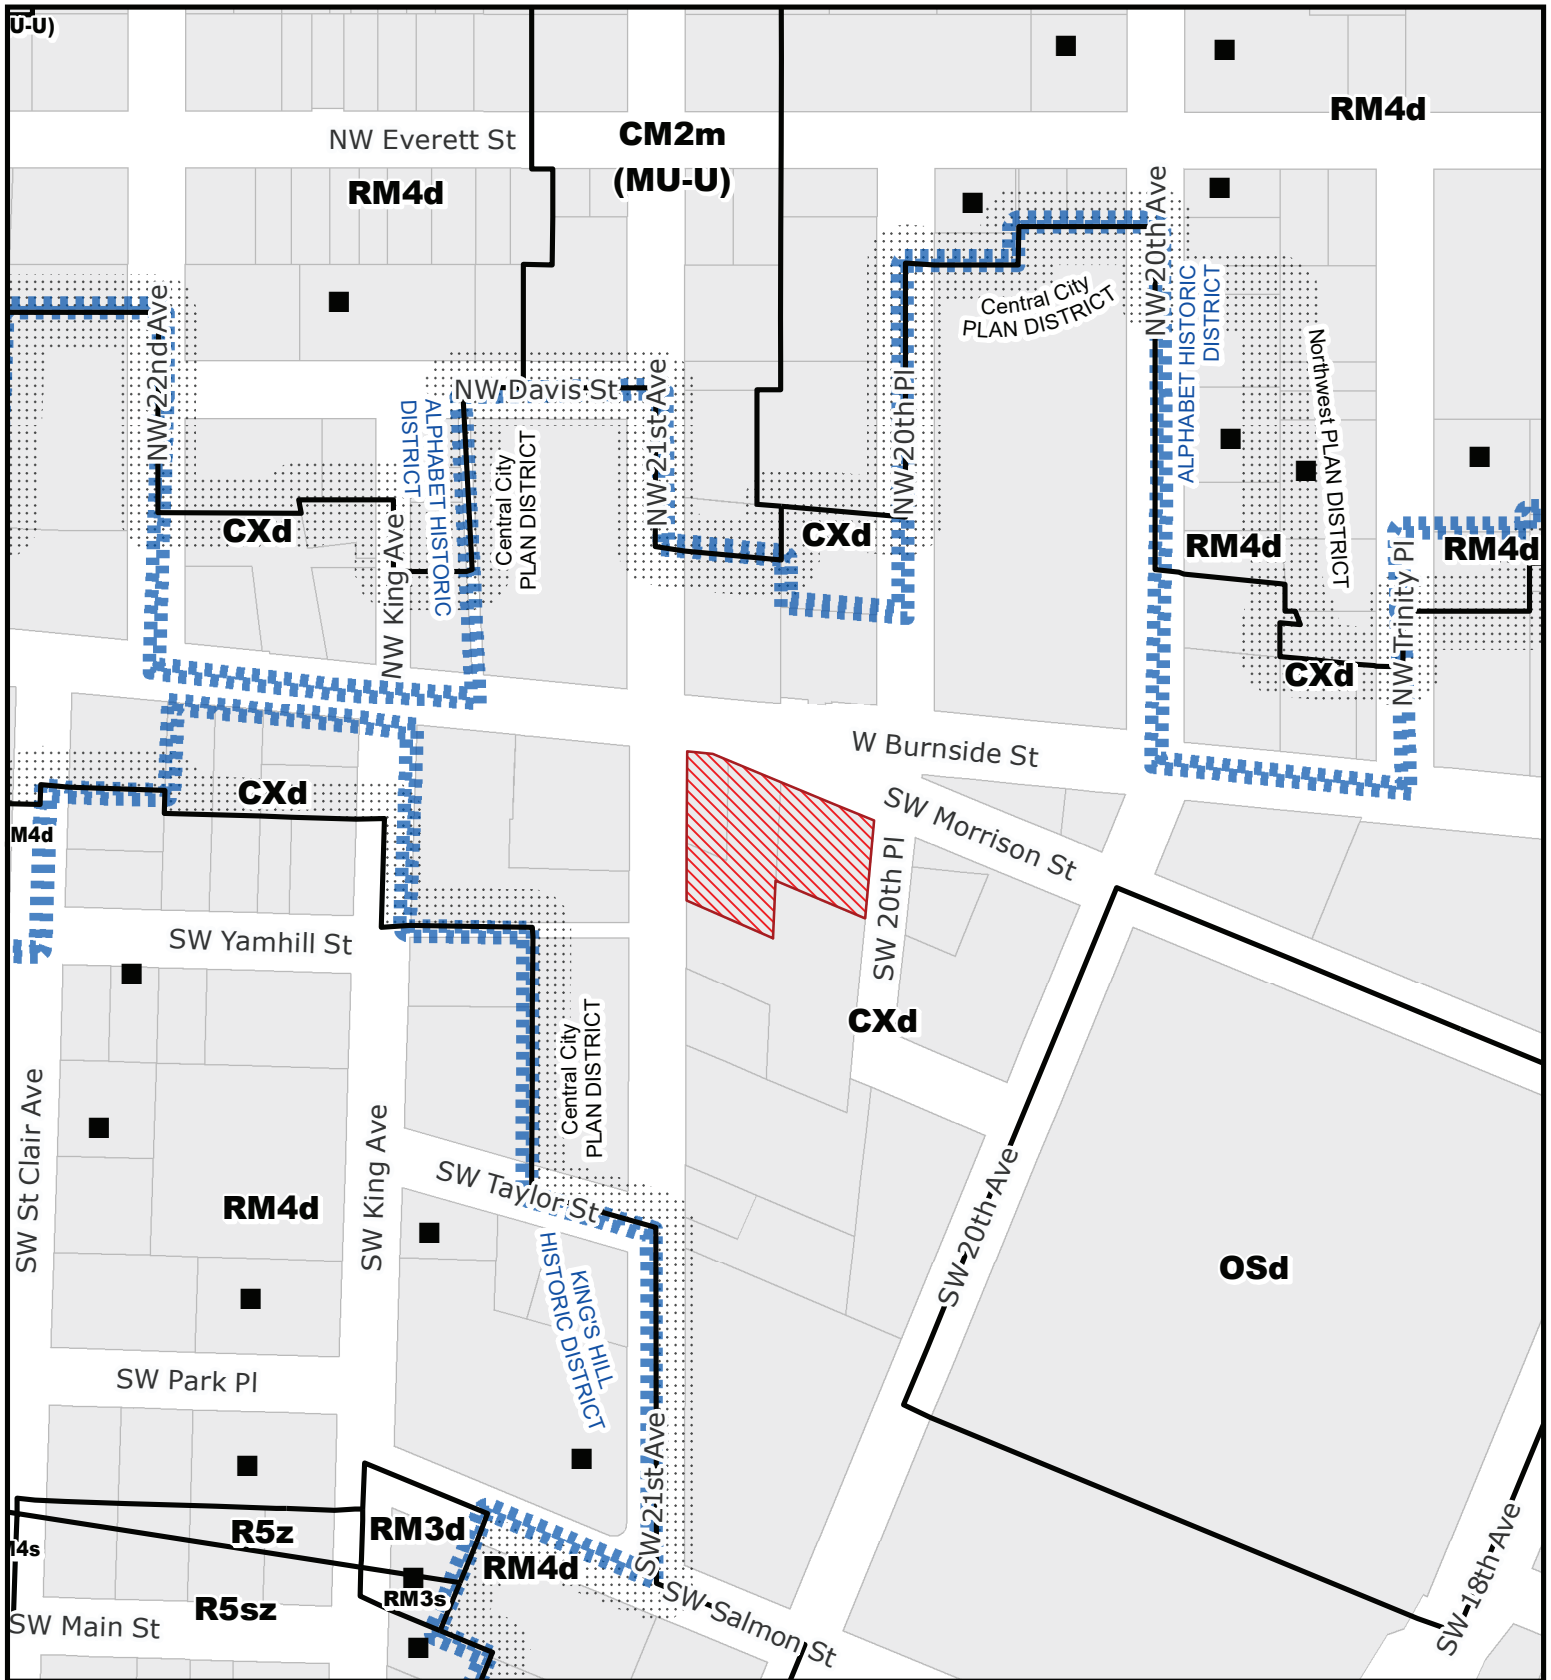 U-U)
RM4d
NW Everett St
CM2m
(MU-U)
RM4d
NW 20th Ave
NW 22nd Ave
ALPHABET HISTORIC
DISTRICT
Central City
PLAN DISTRICT
Northwest PLAN DISTRICT
NW Davis St
NW 21st Ave
NW 20th Pl
ALPHABET HISTORIC
DISTRICT
Central City
PLAN DISTRICT
CXd
NW King Ave
CXd
RM4d
RM4d
NW Trinity Pl
CXd
W Burnside St
CXd
SW Morrison St
M4d
SW 20th Pl
SW Yamhill St
CXd
Central City
PLAN DISTRICT
SW St Clair Ave
SW King Ave
SW Taylor St
RM4d
SW 20th Ave
OSd
KING'S HILL
HISTORIC DISTRICT
SW Park Pl
SW 21st Ave
R5z
RM3d
M4s
RM4d
RM3s
R5sz
SW Main St
SW Salmon St
SW 18th Ave